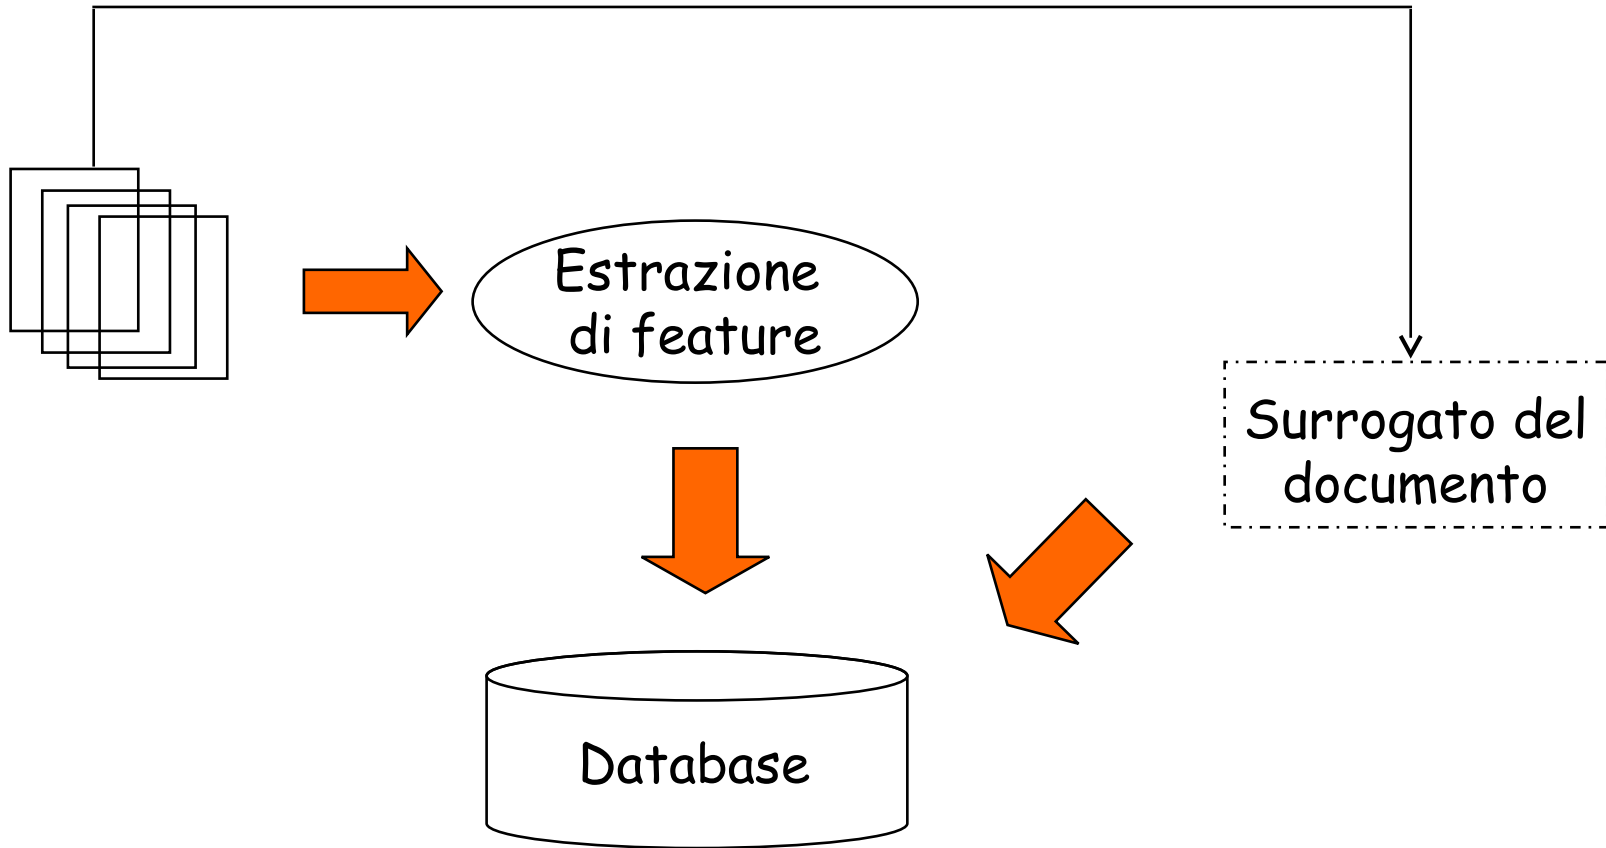 Estrazione
di feature
Surrogato del
documento
Database